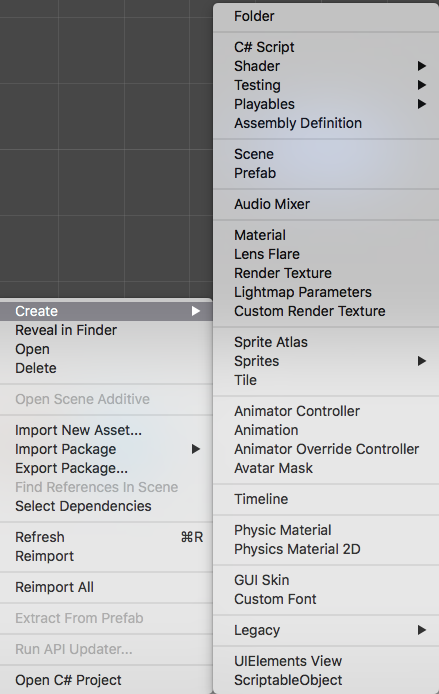 Folder
C# Script
Shader
Testing
Playables
Assembly Definition
Scene
Prefab
Audio Mixer
Material
Lens Flare
Render Texture
Lightmap Parameters
Custom Render Texture
Sprite Atlas
Sprites
Tile
Animator Controller
Animation
Animator Override Controller
Avatar Mask
Timeline
Physic Material
Physics Material 2D
GUI Skin
Custom Font
Legacy
UIElements View
ScriptableObject
Create
Reveal in Finder
Open
Delete
Open Scene Additive
Import New Asset...
Import Package
Export Package...
Find References In Scene
Select Dependencies
Refresh ⌘R
Reimport
Reimport All
Extract From Prefab
Run API Updater...
Open C# Project